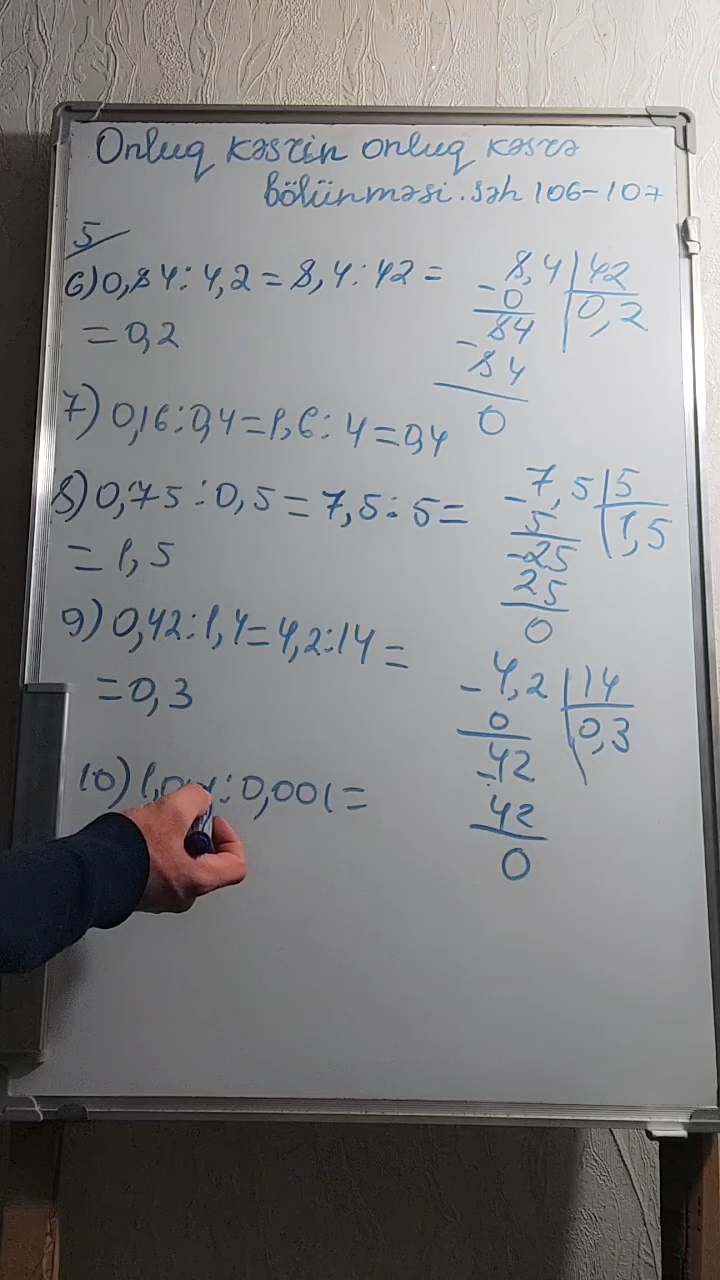 Onluq kəsrin onluq kəsrə
bölünməsi. səh 106-107
5
6) 0,84 : 4,2 = 8,4 : 42 =
= 0,2
8,4 | 42
- 0 | 0,2
84
- 84
0
7) 0,16 : 0,4 = 1,6 : 4 = 0,4
8) 0,75 : 0,5 = 7,5 : 5 =
= 1,5
- 7,5 | 5
5 | 1,5
- 25
25
0
9) 0,42 : 1,4 = 4,2 : 14 =
= 0,3
- 4,2 | 14
0 | 0,3
- 42
42
0
10) : 0,001 =